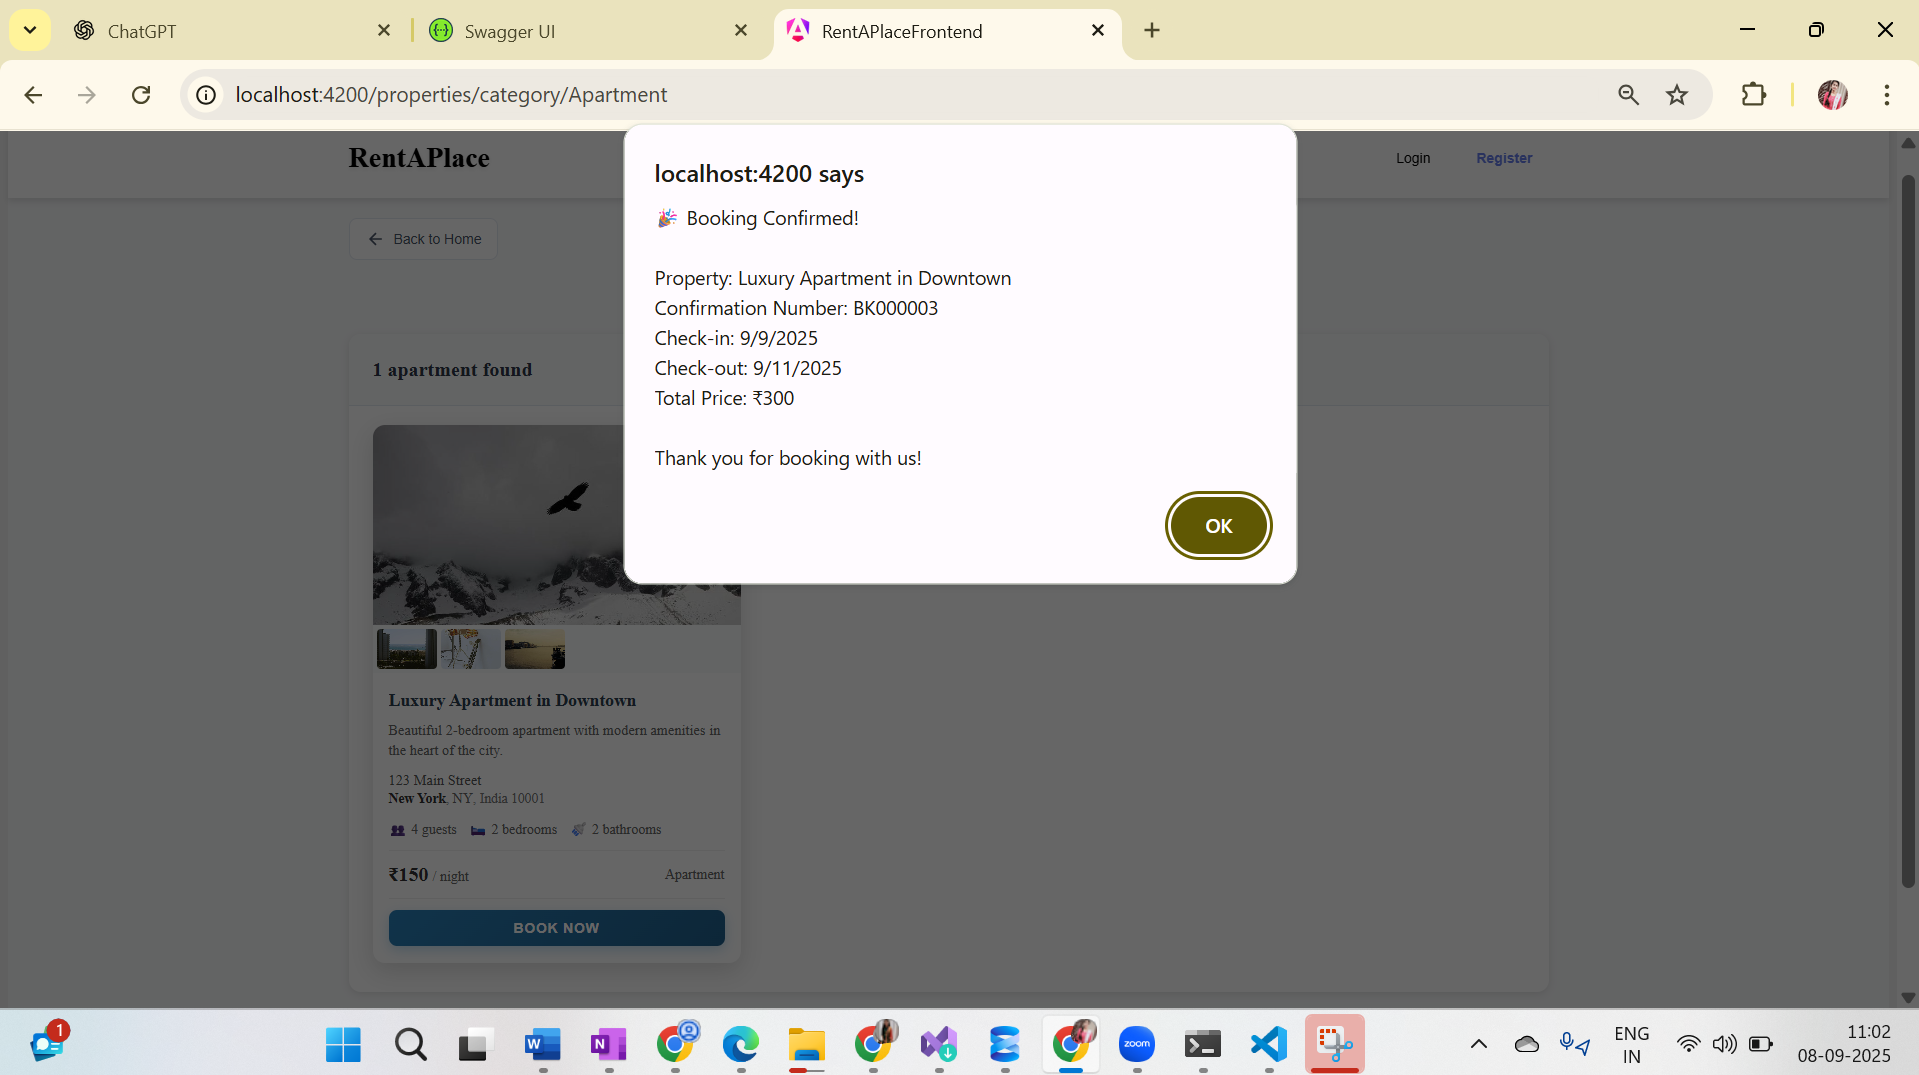 ChatGPT
Swagger UI
RentAPlaceFrontend
localhost:4200/properties/category/Apartment
RentAPlace
Login
Register
Back to Home
localhost:4200 says
🎉 Booking Confirmed!
Property: Luxury Apartment in Downtown
Confirmation Number: BK000003
Check-in: 9/9/2025
Check-out: 9/11/2025
Total Price: ₹300
Thank you for booking with us!
OK
1 apartment found
Luxury Apartment in Downtown
Beautiful 2-bedroom apartment with modern amenities in
the heart of the city.
123 Main Street
New York, NY, India 10001
4 guests
2 bedrooms
2 bathrooms
₹150 / night
Apartment
BOOK NOW
1
W
N
zoom
ENG
IN
11:02
08-09-2025